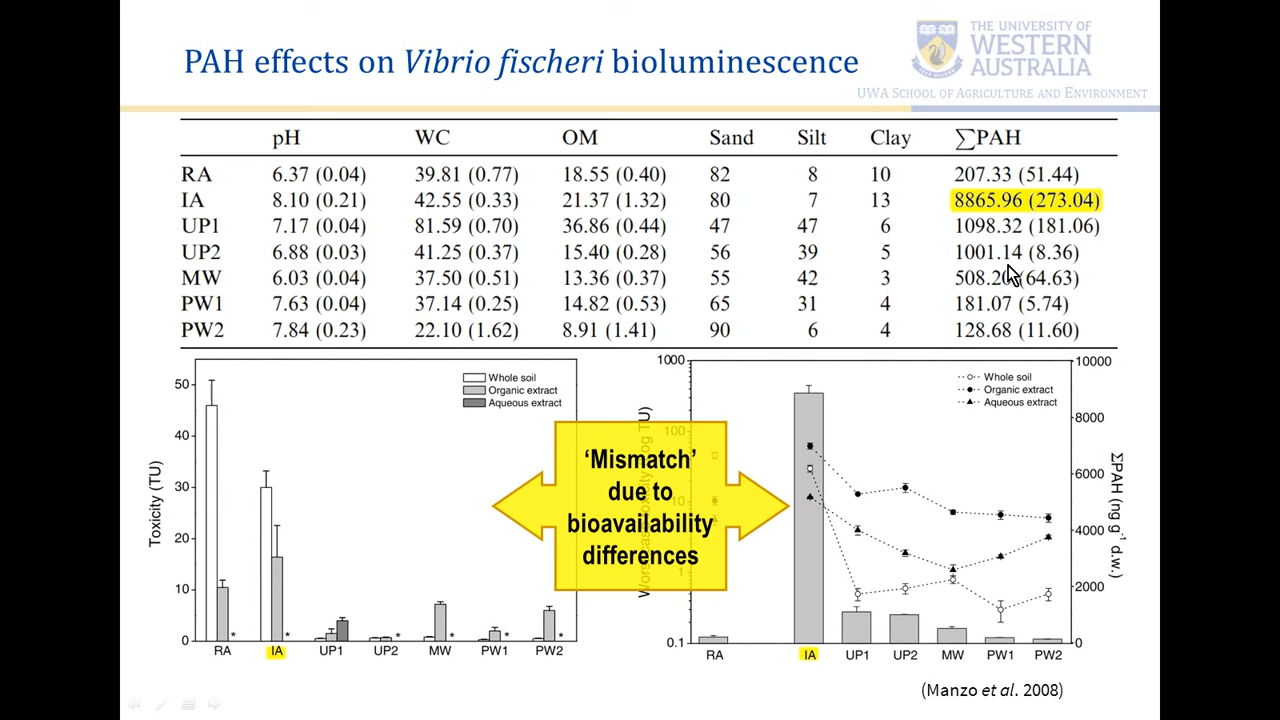 PAH effects on Vibrio fischeri bioluminescence
THE UNIVERSITY OF
WESTERN
AUSTRALIA
UWA SCHOOL OF AGRICULTURE AND ENVIRONMENT
pH WC OM Sand Silt Clay ∑PAH
RA 6.37 (0.04) 39.81 (0.77) 18.55 (0.40) 82 8 10 207.33 (51.44)
IA 8.10 (0.21) 42.55 (0.33) 21.37 (1.32) 80 7 13 8865.96 (273.04)
UP1 7.17 (0.04) 81.59 (0.70) 36.86 (0.44) 47 47 6 1098.32 (181.06)
UP2 6.88 (0.03) 41.25 (0.37) 15.40 (0.28) 56 39 5 1001.14 (8.36)
MW 6.03 (0.04) 37.50 (0.51) 13.36 (0.37) 55 42 3 508.20 (64.63)
PW1 7.63 (0.04) 37.14 (0.25) 14.82 (0.53) 65 31 4 181.07 (5.74)
PW2 7.84 (0.23) 22.10 (1.62) 8.91 (1.41) 90 6 4 128.68 (11.60)
Toxicity (TU)
50
40
30
20
10
0
Whole soil
Organic extract
Aqueous extract
* * * * * *
RA IA UP1 UP2 MW PW1 PW2
‘Mismatch’
due to
bioavailability
differences
1000
100
10
1
0.1
Whole soil
Organic extract
Aqueous extract
10000
8000
6000
4000
2000
0
ΣPAH (ng g⁻¹ d.w.)
RA IA UP1 UP2 MW PW1 PW2
(Manzo et al. 2008)